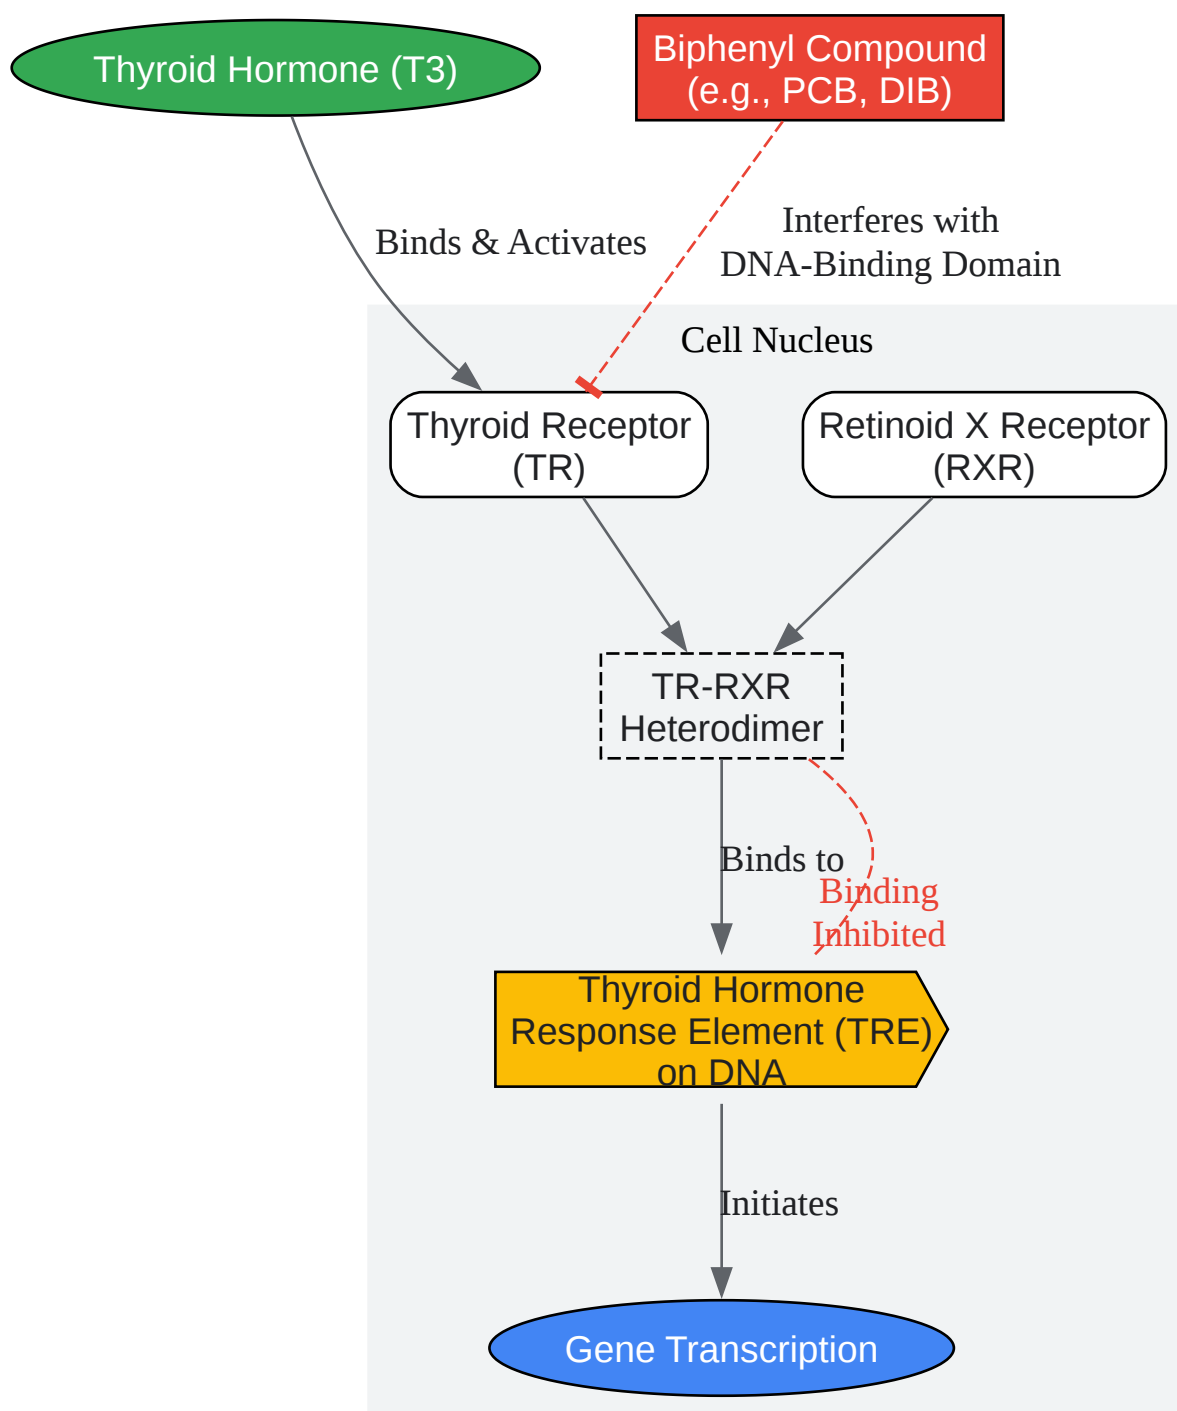 Thyroid Hormone (T3)
Biphenyl Compound
(e.g., PCB, DIB)
Binds & Activates
Interferes with
DNA-Binding Domain
Cell Nucleus
Thyroid Receptor
(TR)
Retinoid X Receptor
(RXR)
TR-RXR
Heterodimer
Binds to
Binding
Inhibited
Thyroid Hormone
Response Element (TRE)
on DNA
Initiates
Gene Transcription